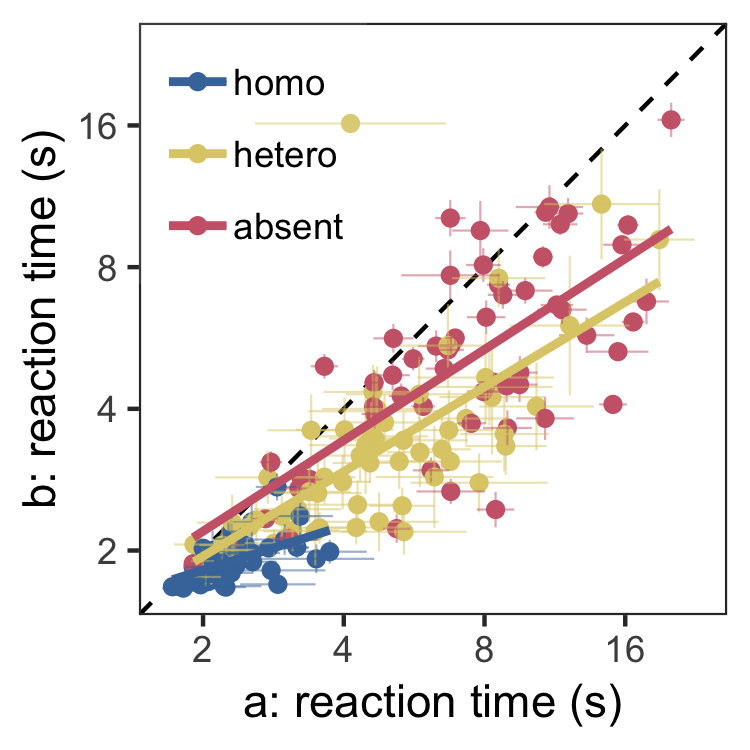 homo
hetero
absent
16
8
4
2
b: reaction time (s)
2 4 8 16
a: reaction time (s)